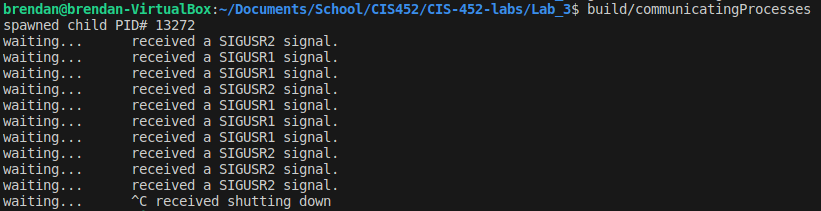 brendan@brendan-VirtualBox:~/Documents/School/CIS452/CIS-452-labs/Lab_3$ build/communicatingProcesses
spawned child PID# 13272
waiting...      received a SIGUSR2 signal.
waiting...      received a SIGUSR1 signal.
waiting...      received a SIGUSR1 signal.
waiting...      received a SIGUSR2 signal.
waiting...      received a SIGUSR1 signal.
waiting...      received a SIGUSR1 signal.
waiting...      received a SIGUSR1 signal.
waiting...      received a SIGUSR2 signal.
waiting...      received a SIGUSR2 signal.
waiting...      received a SIGUSR2 signal.
waiting...      ^C received shutting down